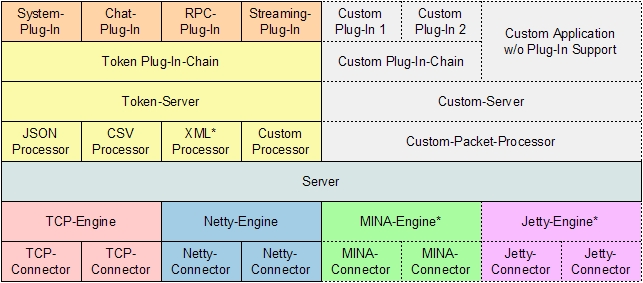 System-
Plug-In
Chat-
Plug-In
RPC-
Plug-In
Streaming-
Plug-In
Custom
Plug-In 1
Custom
Plug-In 2
Custom Application
w/o Plug-In Support
Token Plug-In-Chain
Custom Plug-In-Chain
Token-Server
Custom-Server
JSON
Processor
CSV
Processor
XML*
Processor
Custom
Processor
Custom-Packet-Processor
Server
TCP-Engine
Netty-Engine
MINA-Engine*
Jetty-Engine*
TCP-
Connector
TCP-
Connector
Netty-
Connector
Netty-
Connector
MINA-
Connector
MINA-
Connector
Jetty-
Connector
Jetty-
Connector